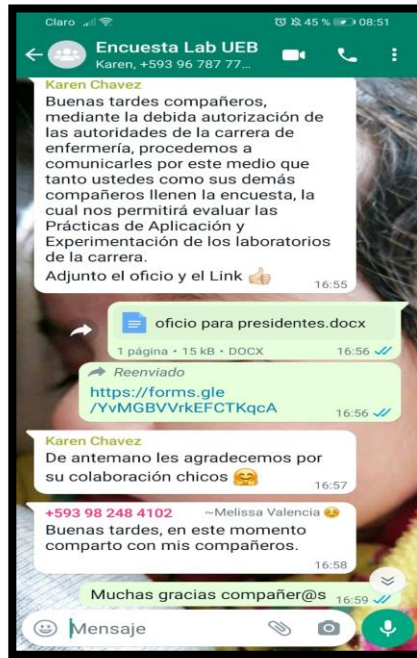 Claro
45 % 08:51
Encuesta Lab UEB
Karen, +593 96 787 77...
Karen Chavez
Buenas tardes compañeros,
mediante la debida autorización de
las autoridades de la carrera de
enfermería, procedemos a
comunicarles por este medio que
tanto ustedes como sus demás
compañeros llenen la encuesta, la
cual nos permitirá evaluar las
Prácticas de Aplicación y
Experimentación de los laboratorios
de la carrera.
Adjunto el oficio y el Link 👍🏻
16:55
oficio para presidentes.docx
1 página • 15 kB • DOCX 16:56
Reenviado
https://forms.gle
/YvMGBVVrkEFCTKqcA 16:56
Karen Chavez
De antemano les agradecemos por
su colaboración chicos 🤗
16:57
+593 98 248 4102 ~Melissa Valencia
Buenas tardes, en este momento
comparto con mis compañeros.
16:58
Muchas gracias compañer@s 16:59
Mensaje